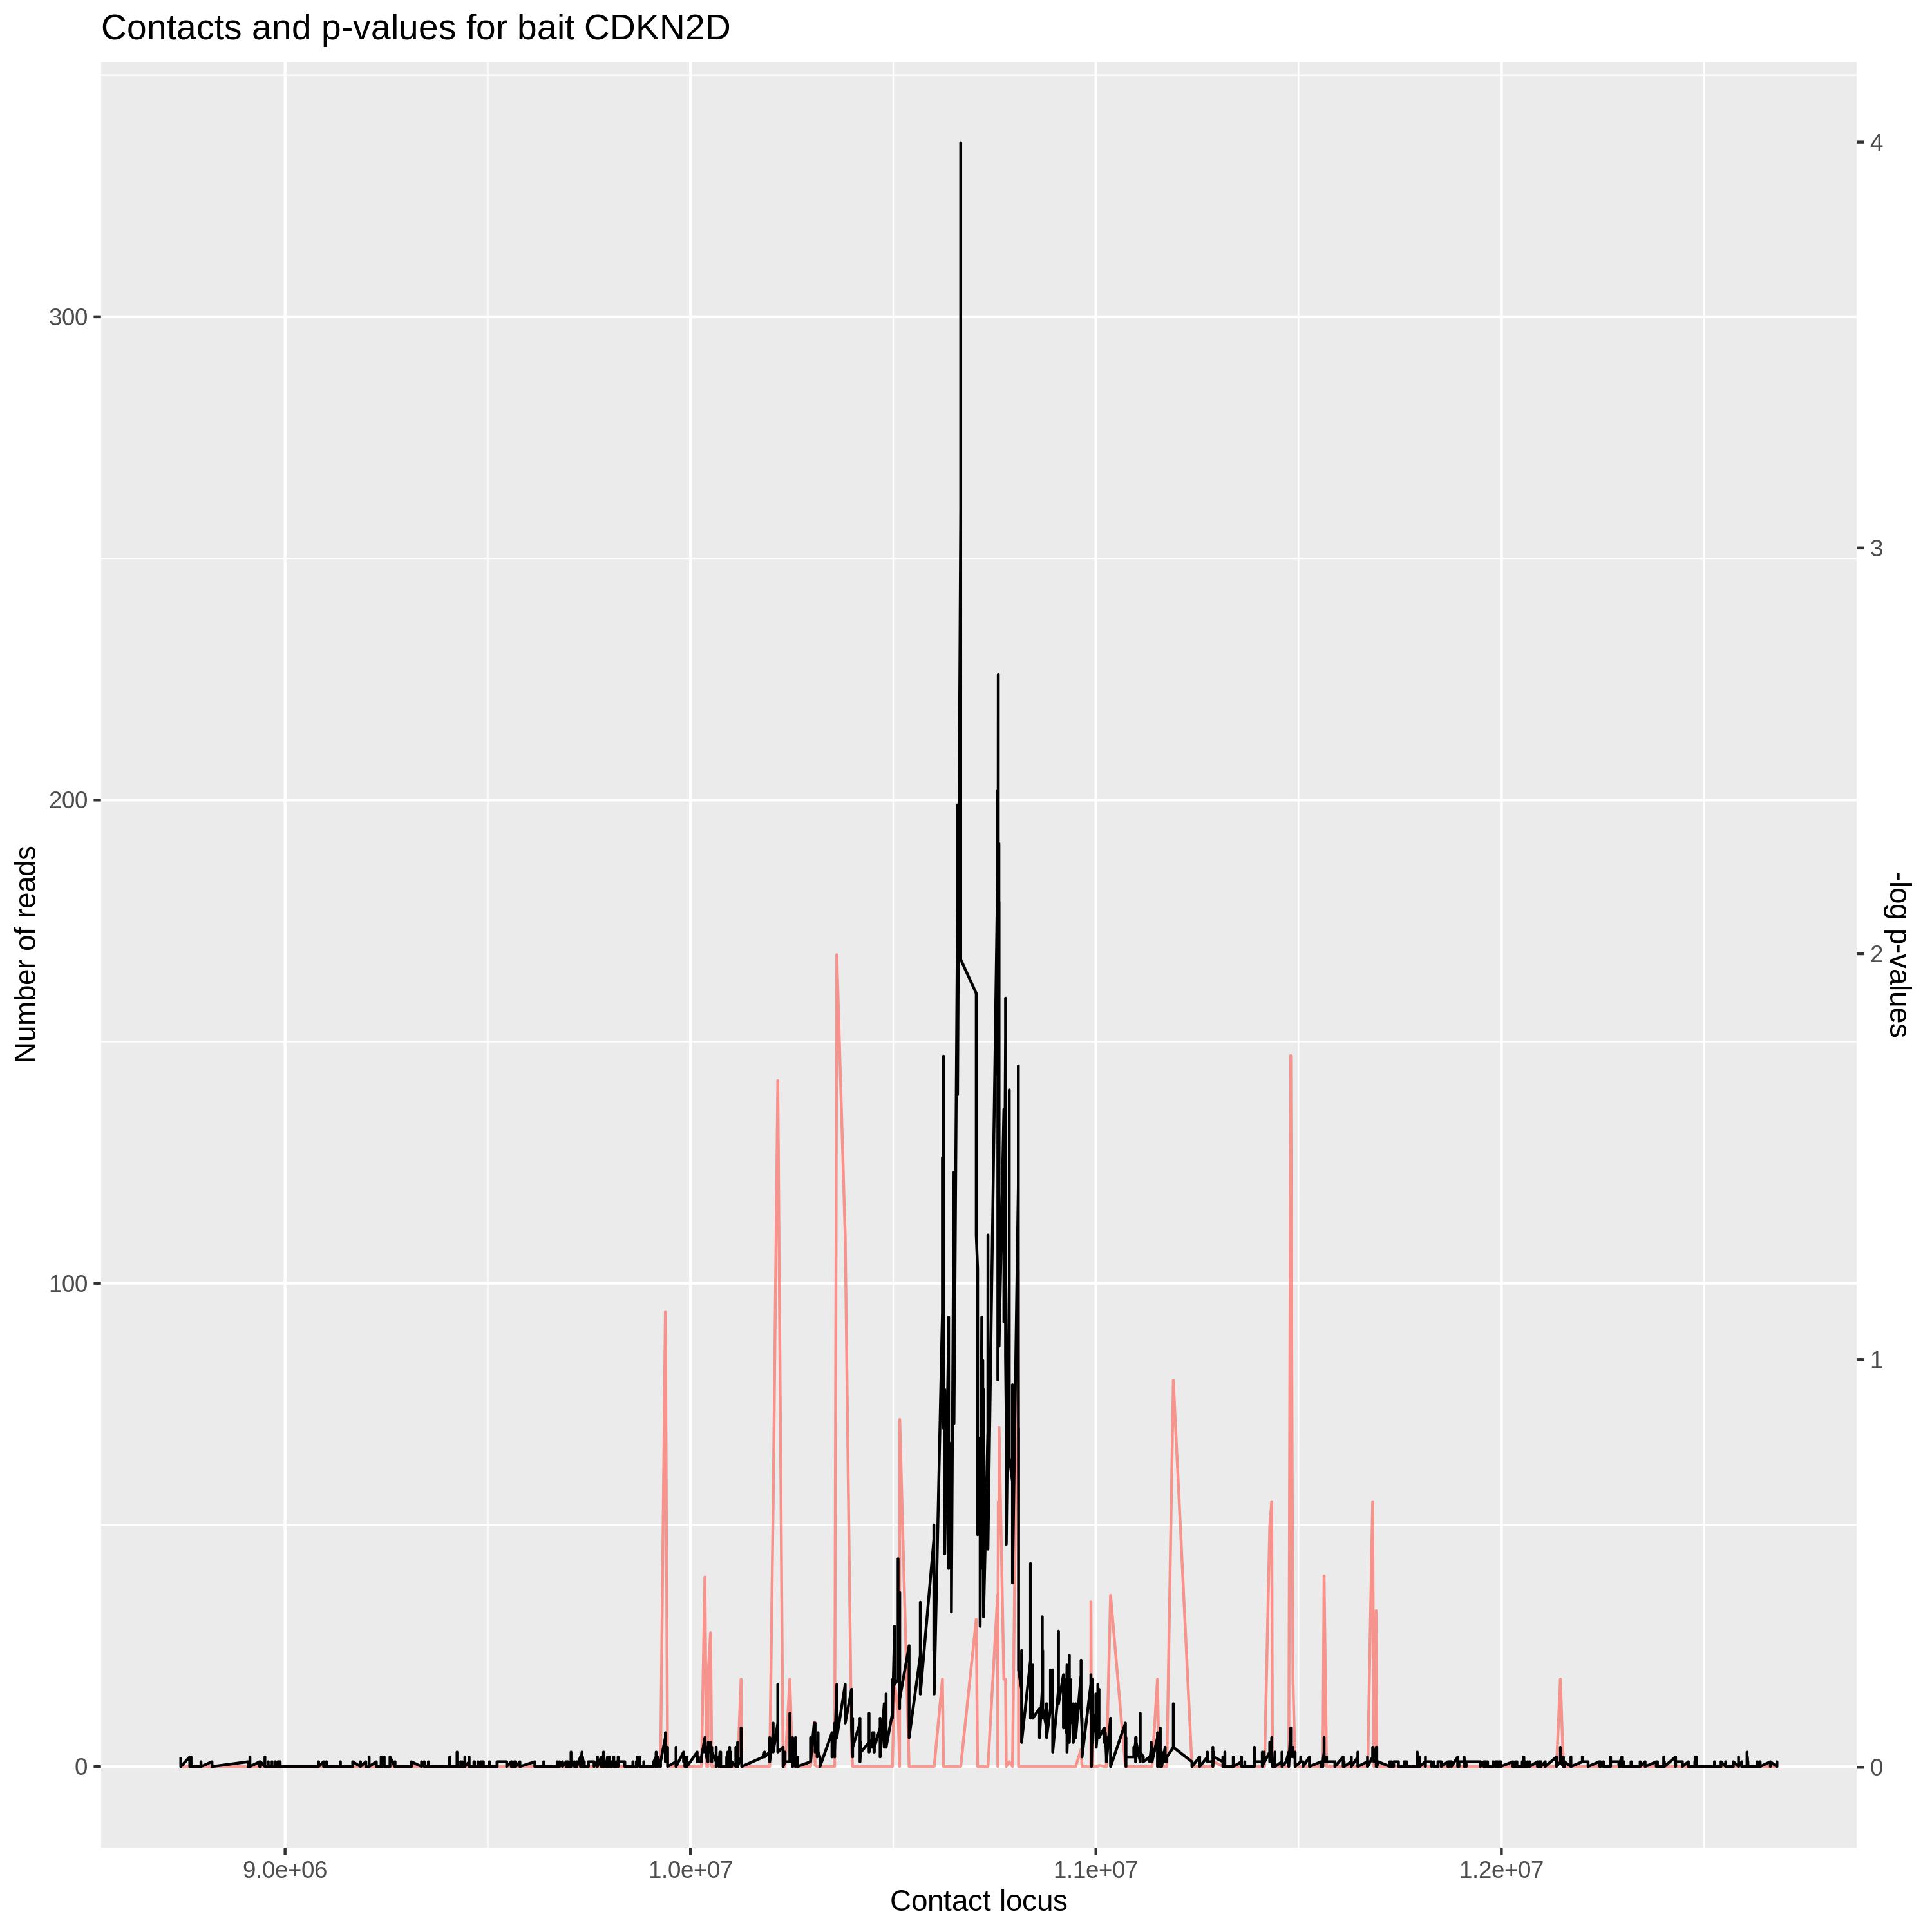 Contacts and p-values for bait CDKN2D
Number of reads
300
200
100
0
4
3
2
1
0
-log p-values
9.0e+06
1.0e+07
1.1e+07
1.2e+07
Contact locus